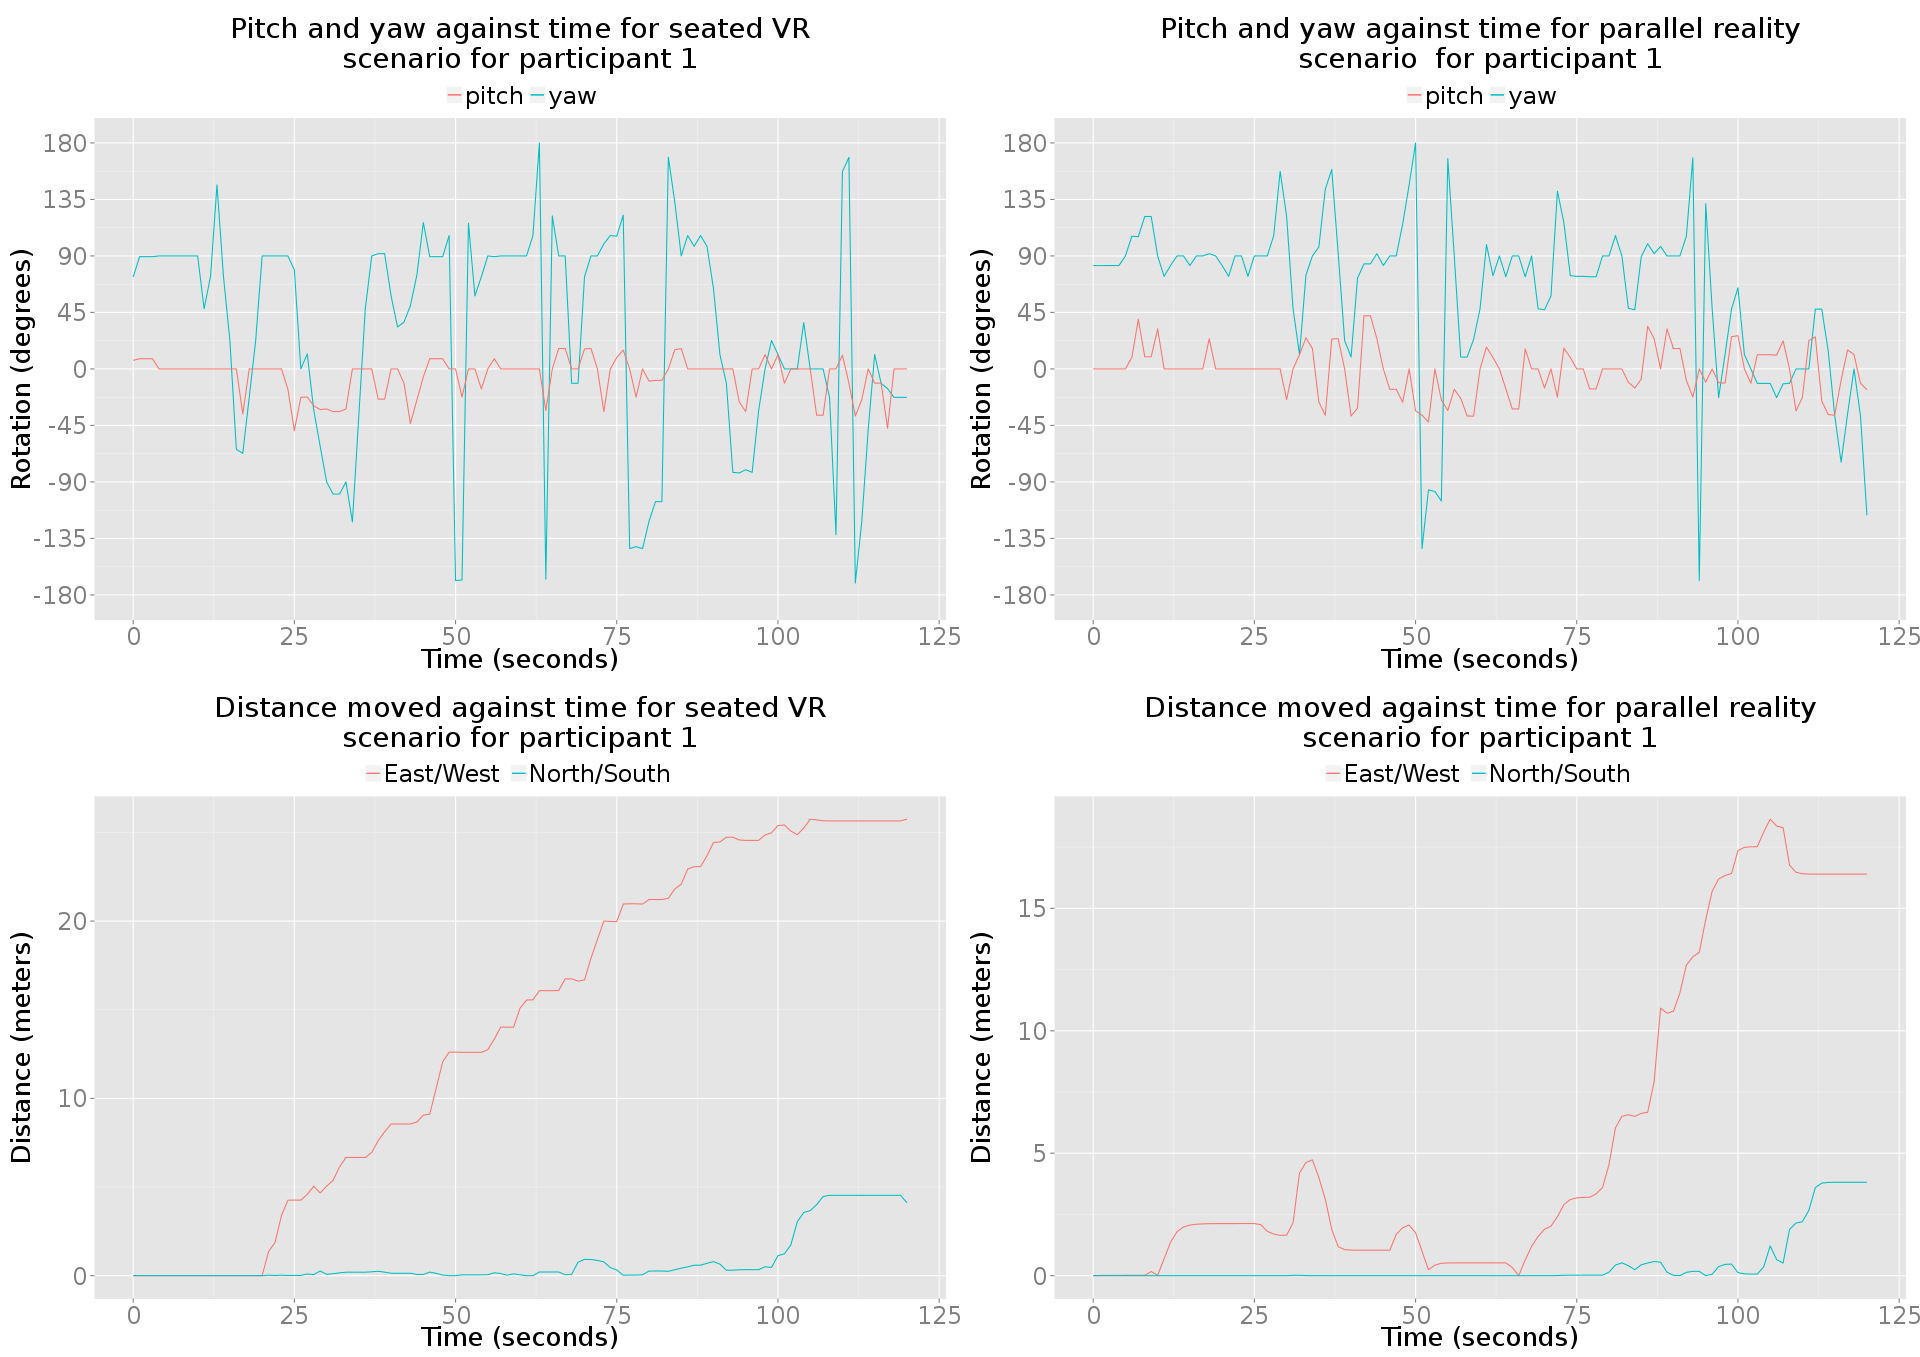 Pitch and yaw against time for seated VR
scenario for participant 1
pitch yaw
180
135
90
45
0
-45
-90
-135
-180
Rotation (degrees)
0 25 50 75 100 125
Time (seconds)
Pitch and yaw against time for parallel reality
scenario for participant 1
pitch yaw
180
135
90
45
0
-45
-90
-135
-180
Rotation (degrees)
0 25 50 75 100 125
Time (seconds)
Distance moved against time for seated VR
scenario for participant 1
East/West North/South
20
10
0
Distance (meters)
0 25 50 75 100 125
Time (seconds)
Distance moved against time for parallel reality
scenario for participant 1
East/West North/South
15
10
5
0
Distance (meters)
0 25 50 75 100 125
Time (seconds)